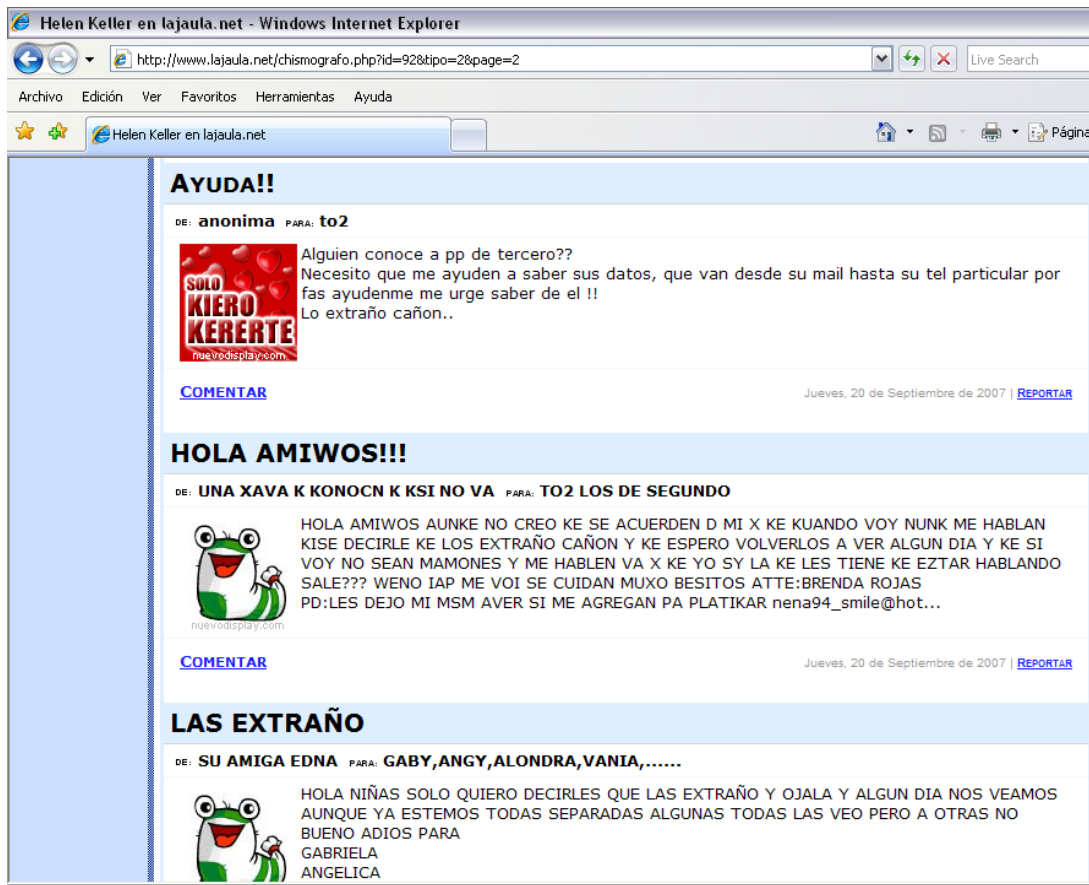 Helen Keller en lajaula.net - Windows Internet Explorer
http://www.lajaula.net/chismografo.php?id=92&tipo=2&page=2
Live Search
Archivo Edición Ver Favoritos Herramientas Ayuda
Helen Keller en lajaula.net
Página
AYUDA!!
DE: anonima PARA: to2
SOLO
KIERO
KERERTE
nuevodisplay.com
Alguien conoce a pp de tercero??
Necesito que me ayuden a saber sus datos, que van desde su mail hasta su tel particular por
fas ayudenme me urge saber de el !!
Lo extraño cañon..
COMENTAR
Jueves, 20 de Septiembre de 2007 | REPORTAR
HOLA AMIWOS!!!
DE: UNA XAVA K KONOCN K KSI NO VA PARA: TO2 LOS DE SEGUNDO
nuevodisplay.com
HOLA AMIWOS AUNKE NO CREO KE SE ACUERDEN D MI X KE KUANDO VOY NUNK ME HABLAN
KISE DECIRLE KE LOS EXTRAÑO CAÑON Y KE ESPERO VOLVERLOS A VER ALGUN DIA Y KE SI
VOY NO SEAN MAMONES Y ME HABLEN VA X KE YO SY LA KE LES TIENE KE EZTAR HABLANDO
SALE??? WENO IAP ME VOI SE CUIDAN MUXO BESITOS ATTE:BRENDA ROJAS
PD:LES DEJO MI MSM AVER SI ME AGREGAN PA PLATIKAR nena94_smile@hot...
COMENTAR
Jueves, 20 de Septiembre de 2007 | REPORTAR
LAS EXTRAÑO
DE: SU AMIGA EDNA PARA: GABY,ANGY,ALONDRA,VANIA,......
HOLA NIÑAS SOLO QUIERO DECIRLES QUE LAS EXTRAÑO Y OJALA Y ALGUN DIA NOS VEAMOS
AUNQUE YA ESTEMOS TODAS SEPARADAS ALGUNAS TODAS LAS VEO PERO A OTRAS NO
BUENO ADIOS PARA
GABRIELA
ANGELICA